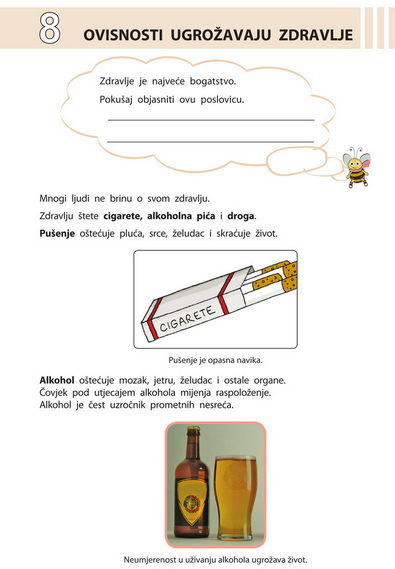 8 OVISNOSTI UGROŽAVAJU ZDRAVLJE
Zdravlje je najveće bogatstvo.
Pokušaj objasniti ovu poslovicu.
Mnogi ljudi ne brinu o svom zdravlju.
Zdravlju štete cigarete, alkoholna pića i droga.
Pušenje oštećuje pluća, srce, želudac i skraćuje život.
CIGARETE
Pušenje je opasna navika.
Alkohol oštećuje mozak, jetru, želudac i ostale organe.
Čovjek pod utjecajem alkohola mijenja raspoloženje.
Alkohol je čest uzročnik prometnih nesreća.
Neumjerenost u uživanju alkohola ugrožava život.